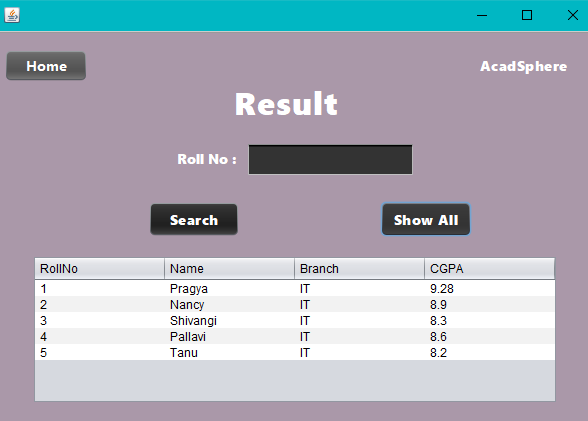 Home
AcadSphere
Result
Roll No :
Search Show All
RollNo Name Branch CGPA
1 Pragya IT 9.28
2 Nancy IT 8.9
3 Shivangi IT 8.3
4 Pallavi IT 8.6
5 Tanu IT 8.2